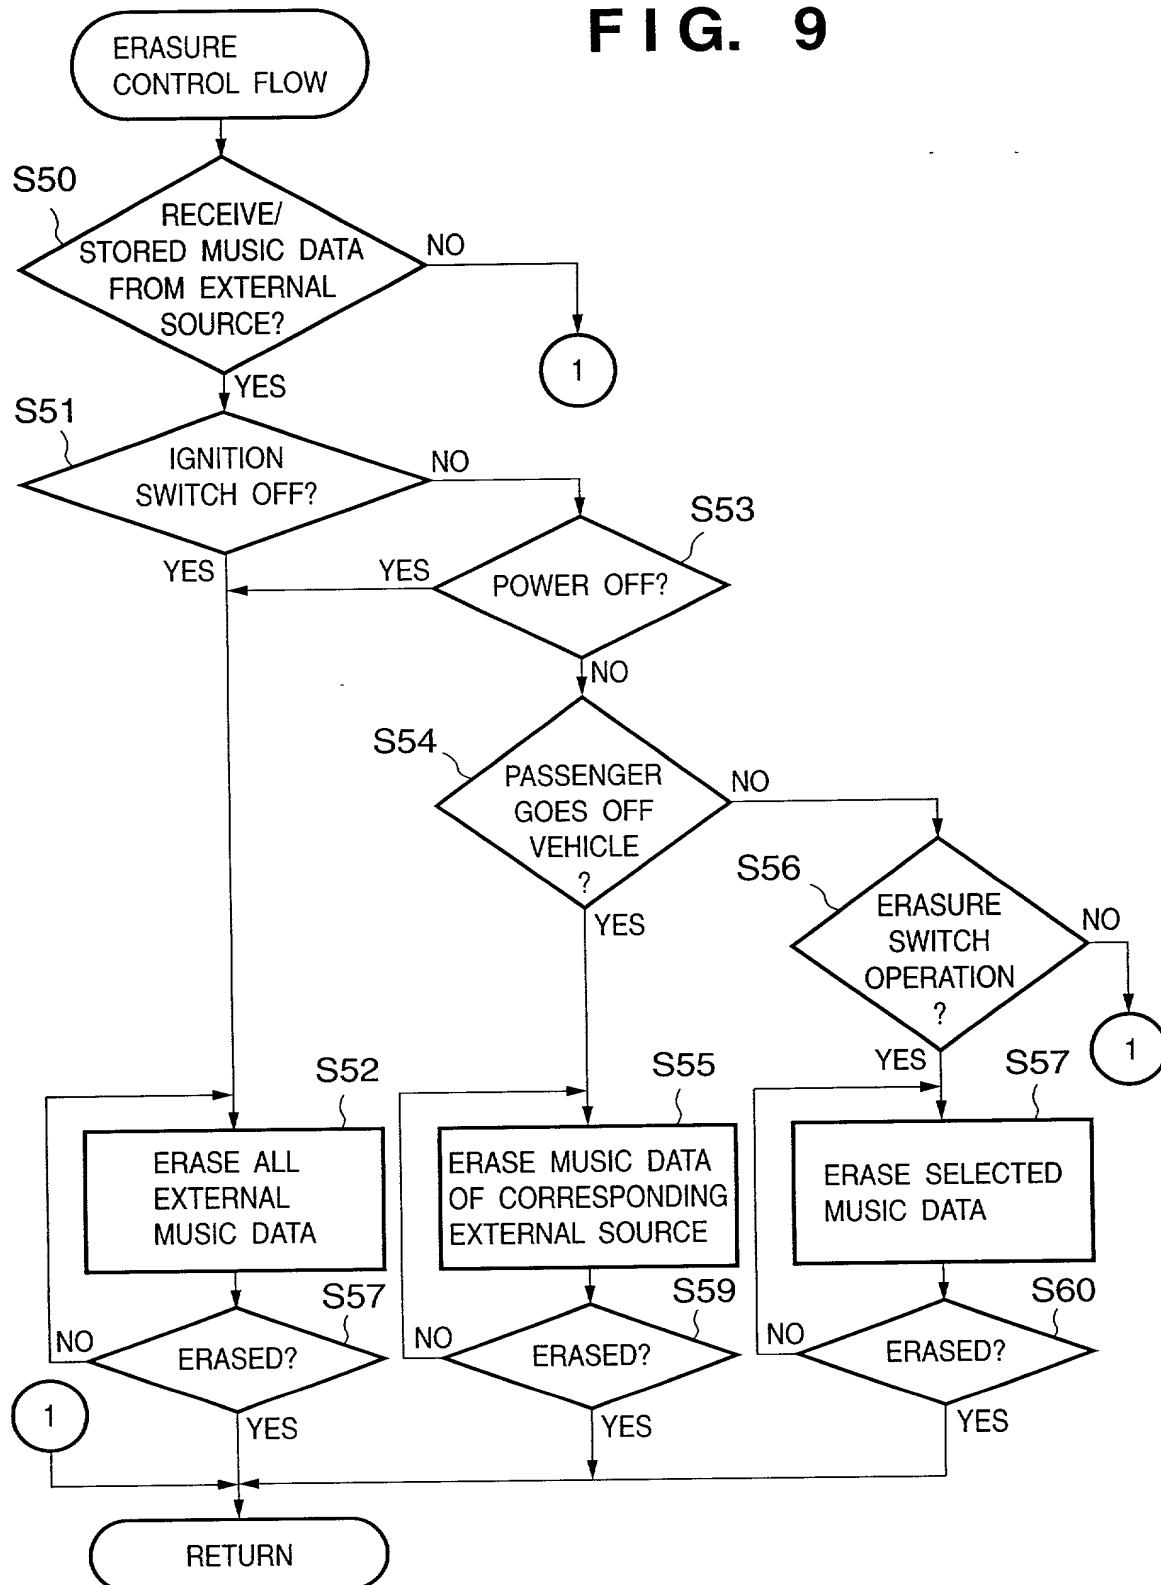 FIG. 9
ERASURE
CONTROL FLOW
S50
RECEIVE/
STORED MUSIC DATA
FROM EXTERNAL
SOURCE?
NO
1
YES
S51
IGNITION
SWITCH OFF?
NO
YES
S53
POWER OFF?
YES
NO
S54
PASSENGER
GOES OFF
VEHICLE
?
NO
YES
S56
ERASURE
SWITCH
OPERATION
?
NO
1
YES
S52
ERASE ALL
EXTERNAL
MUSIC DATA
S55
ERASE MUSIC DATA
OF CORRESPONDING
EXTERNAL SOURCE
S57
ERASE SELECTED
MUSIC DATA
S57
ERASED?
NO
YES
S59
ERASED?
NO
YES
S60
ERASED?
NO
YES
1
RETURN